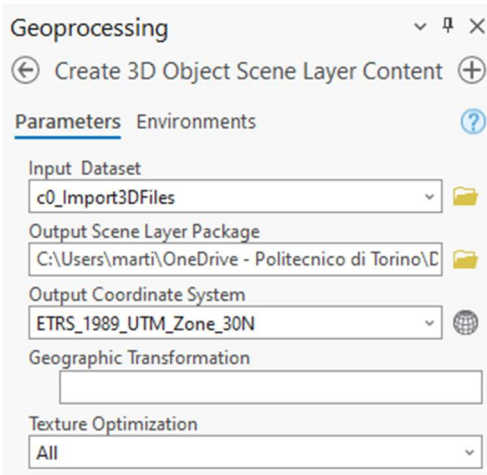 Geoprocessing
Create 3D Object Scene Layer Content
Parameters Environments
Input Dataset
c0_Import3DFiles
Output Scene Layer Package
C:\Users\marti\OneDrive - Politecnico di Torino\D
Output Coordinate System
ETRS_1989_UTM_Zone_30N
Geographic Transformation
Texture Optimization
All